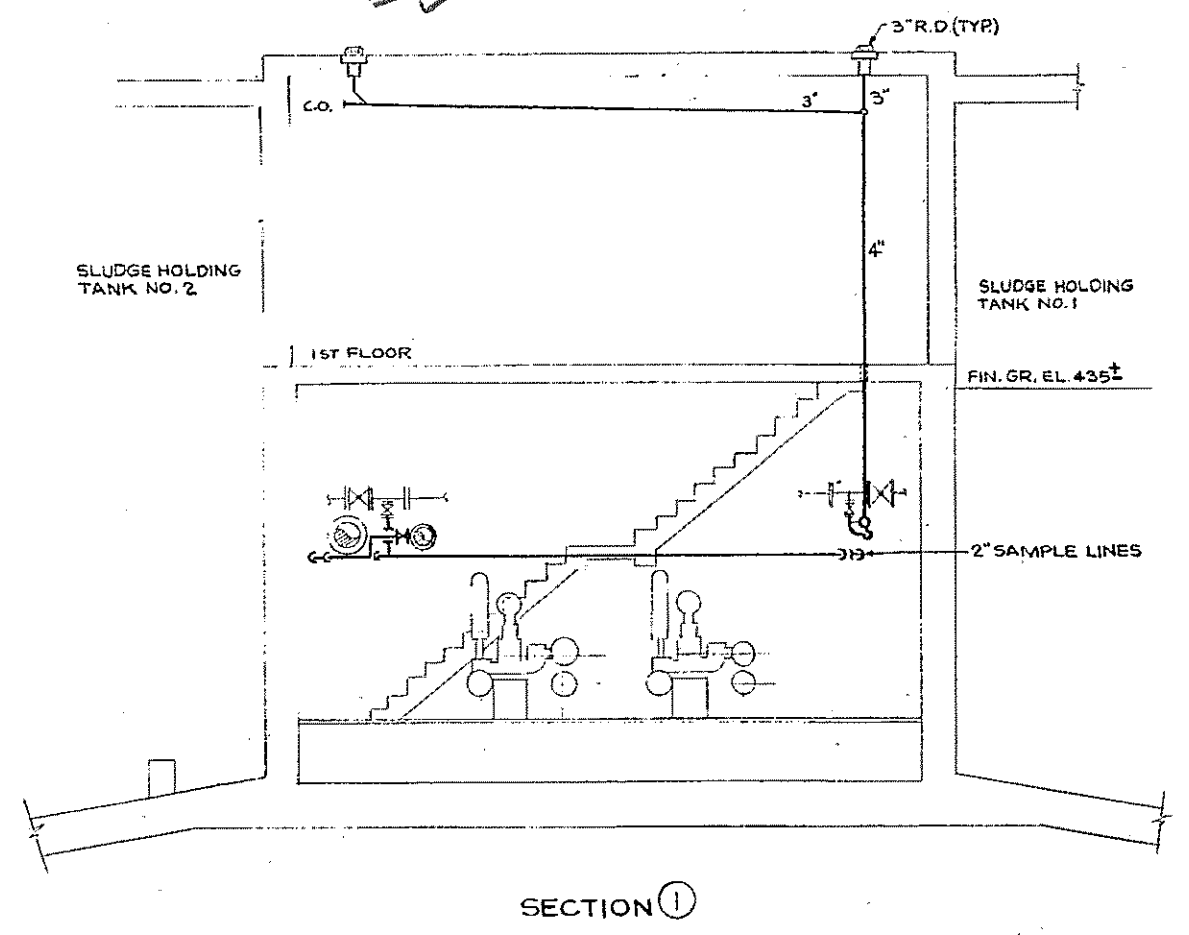 3" R.D. (TYP.)
C.O.
3"
3"
4"
SLUDGE HOLDING
TANK NO. 2
SLUDGE HOLDING
TANK NO. 1
1ST FLOOR
FIN. GR. EL. 435±
2" SAMPLE LINES
SECTION 1